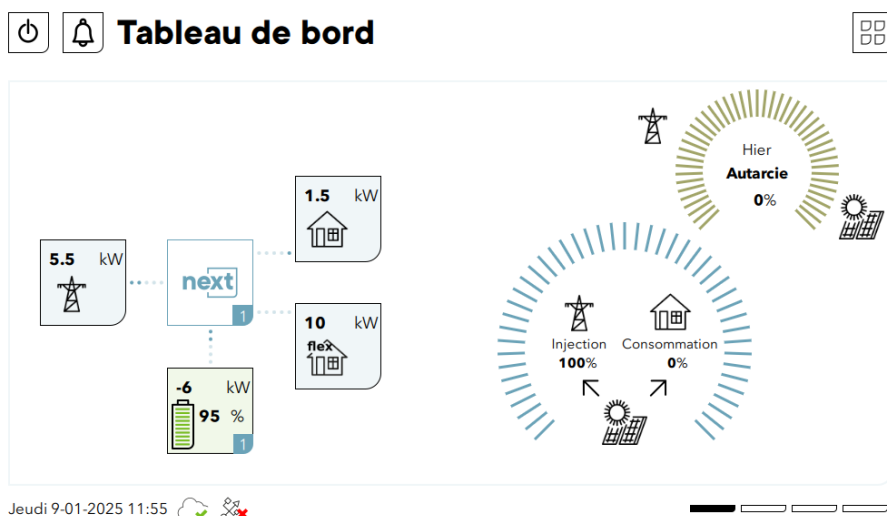 Tableau de bord
Hier
Autarcie
0%
1.5 kW
5.5 kW
next
1
10 kW
flex
-6 kW
95 %
1
Injection
100%
Consommation
0%
Jeudi 9-01-2025 11:55